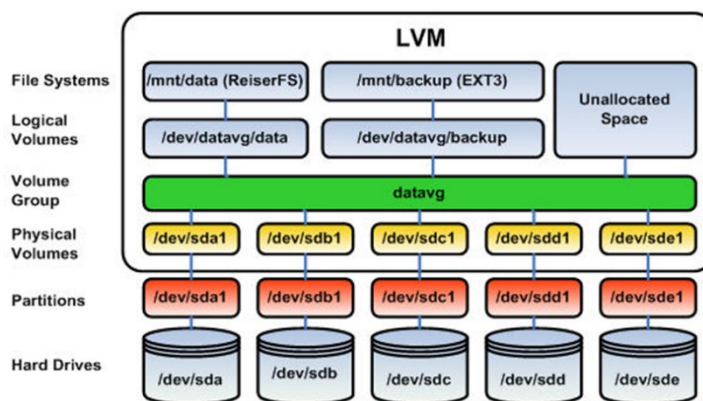 LVM
File Systems
/mnt/data (ReiserFS)
/mnt/backup (EXT3)
Unallocated
Space
Logical
Volumes
/dev/datavg/data
/dev/datavg/backup
Volume
Group
datavg
Physical
Volumes
/dev/sda1
/dev/sdb1
/dev/sdc1
/dev/sdd1
/dev/sde1
Partitions
/dev/sda1
/dev/sdb1
/dev/sdc1
/dev/sdd1
/dev/sde1
Hard Drives
/dev/sda
/dev/sdb
/dev/sdc
/dev/sdd
/dev/sde